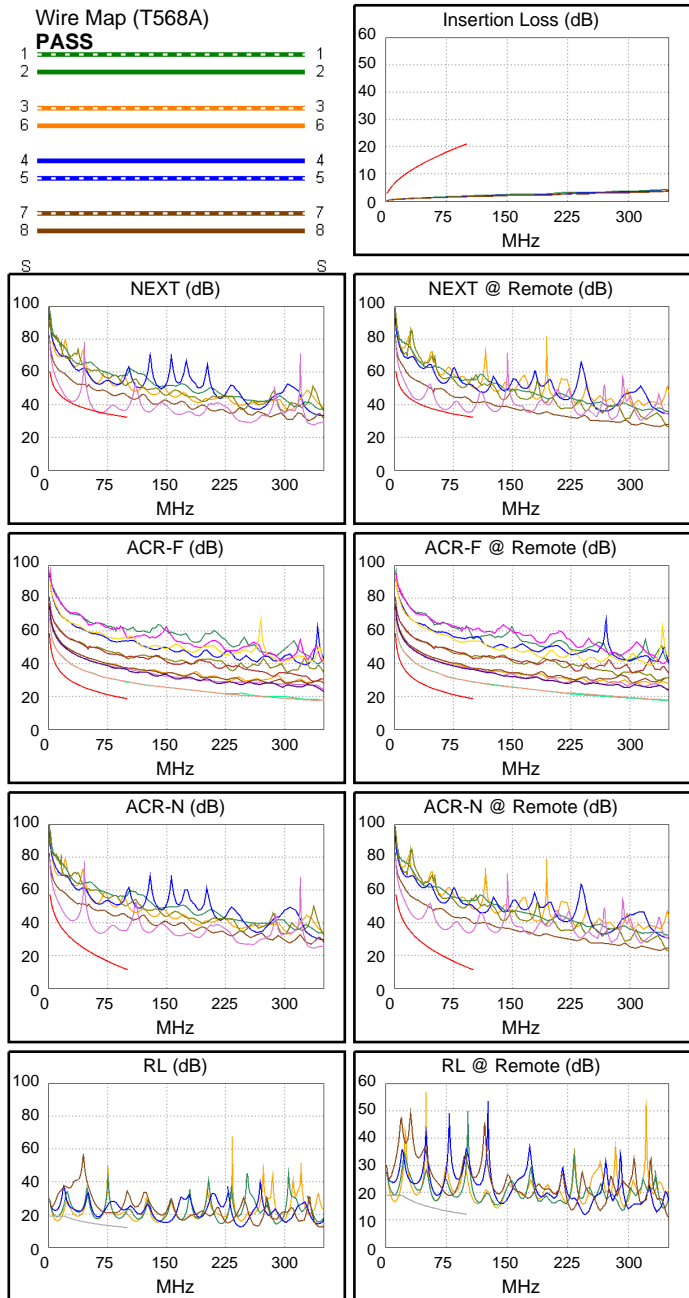 Wire Map (T568A)
PASS
1 1
2 2
3 3
6 6
4 4
5 5
7 7
8 8
S S
Insertion Loss (dB)
60
50
40
30
20
10
0
0 75 150 225 300
MHz
NEXT (dB)
100
80
60
40
20
0
0 75 150 225 300
MHz
NEXT @ Remote (dB)
100
80
60
40
20
0
0 75 150 225 300
MHz
ACR-F (dB)
100
80
60
40
20
0
0 75 150 225 300
MHz
ACR-F @ Remote (dB)
100
80
60
40
20
0
0 75 150 225 300
MHz
ACR-N (dB)
100
80
60
40
20
0
0 75 150 225 300
MHz
ACR-N @ Remote (dB)
100
80
60
40
20
0
0 75 150 225 300
MHz
RL (dB)
100
80
60
40
20
0
0 75 150 225 300
MHz
RL @ Remote (dB)
60
50
40
30
20
10
0
0 75 150 225 300
MHz